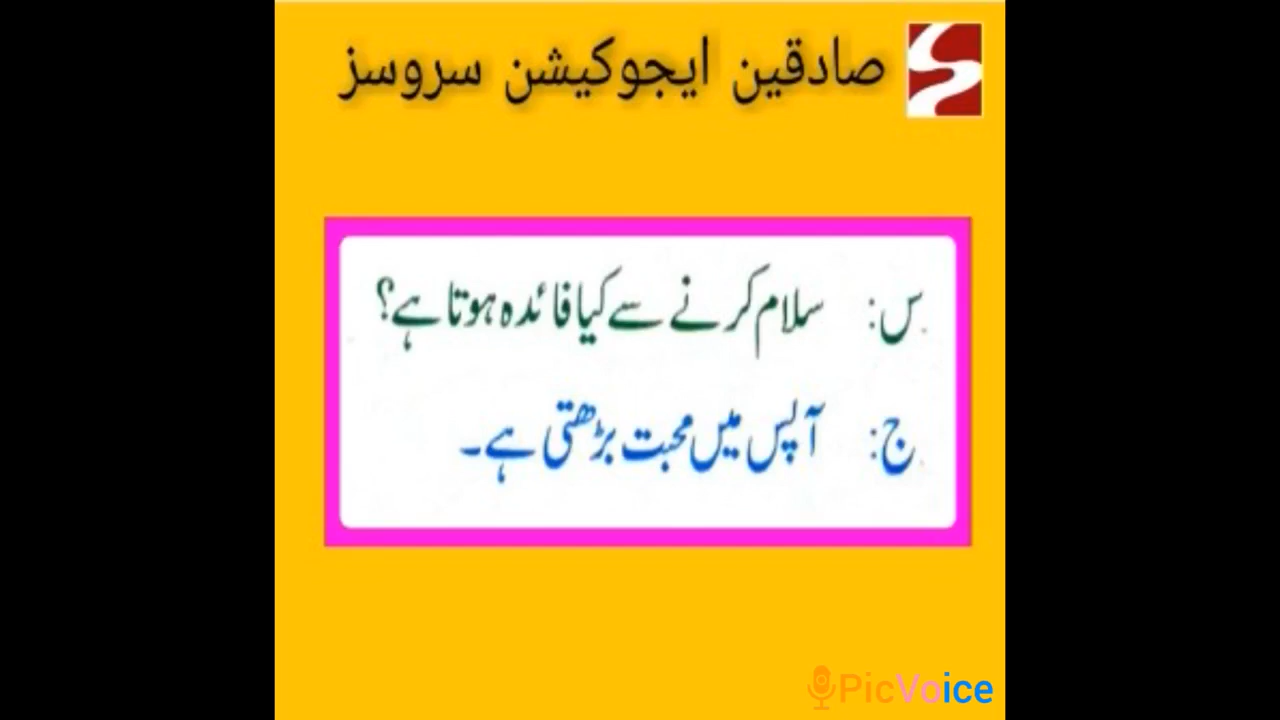 صادقین ایجوکیشن سروسز
س: سلام کرنے سے کیا فائدہ ہوتا ہے؟
ج: آپس میں محبت بڑھتی ہے۔
PicVoice